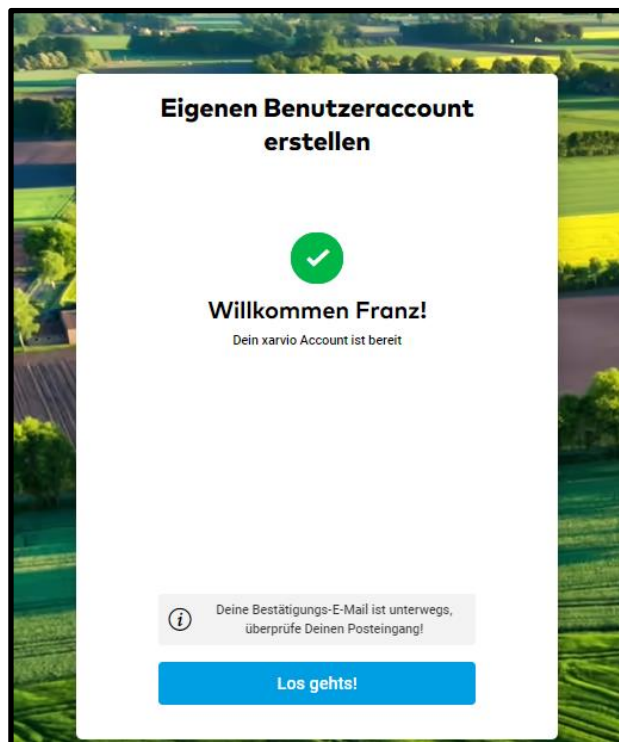 Eigenen Benutzeraccount
erstellen
Willkommen Franz!
Dein xarvio Account ist bereit
Deine Bestätigungs-E-Mail ist unterwegs,
überprüfe Deinen Posteingang!
Los gehts!